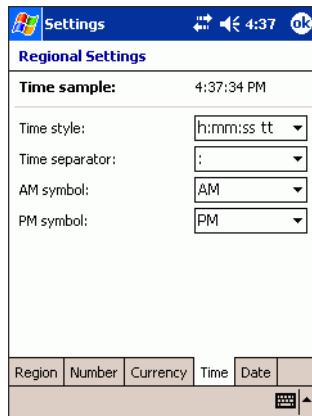 Settings 4:37 ok
Regional Settings
Time sample: 4:37:34 PM
Time style: h:mm:ss tt
Time separator: :
AM symbol: AM
PM symbol: PM
Region Number Currency Time Date